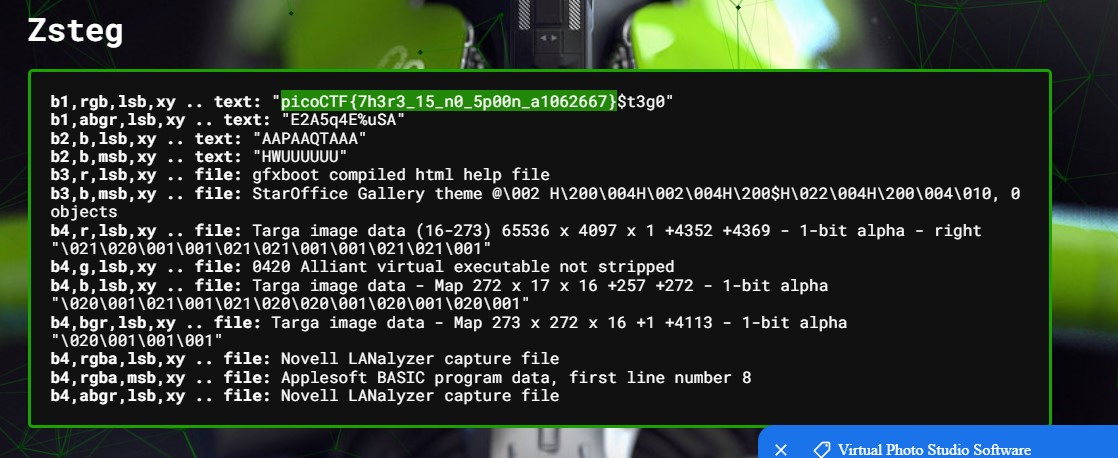 Zsteg
b1,rgb,lsb,xy .. text: "picoCTF{7h3r3_15_n0_5p00n_a1062667}$t3g0"
b1,abgr,lsb,xy .. text: "E2A5q4E%uSA"
b2,b,lsb,xy .. text: "AAPAAQTAAA"
b2,b,msb,xy .. text: "HWUUUUUU"
b3,r,lsb,xy .. file: gfxboot compiled html help file
b3,b,msb,xy .. file: StarOffice Gallery theme @\002 H\200\004H\002\004H\200$H\022\004H\200\004\010, 0
objects
b4,r,lsb,xy .. file: Targa image data (16-273) 65536 x 4097 x 1 +4352 +4369 - 1-bit alpha - right
"\021\020\001\001\021\021\001\001\021\021\001"
b4,g,lsb,xy .. file: 0420 Alliant virtual executable not stripped
b4,b,lsb,xy .. file: Targa image data - Map 272 x 17 x 16 +257 +272 - 1-bit alpha
"\020\001\021\001\021\020\020\001\020\001\020\001"
b4,bgr,lsb,xy .. file: Targa image data - Map 273 x 272 x 16 +1 +4113 - 1-bit alpha
"\020\001\001\001"
b4,rgba,lsb,xy .. file: Novell LANalyzer capture file
b4,rgba,msb,xy .. file: Applesoft BASIC program data, first line number 8
b4,abgr,lsb,xy .. file: Novell LANalyzer capture file
Virtual Photo Studio Software